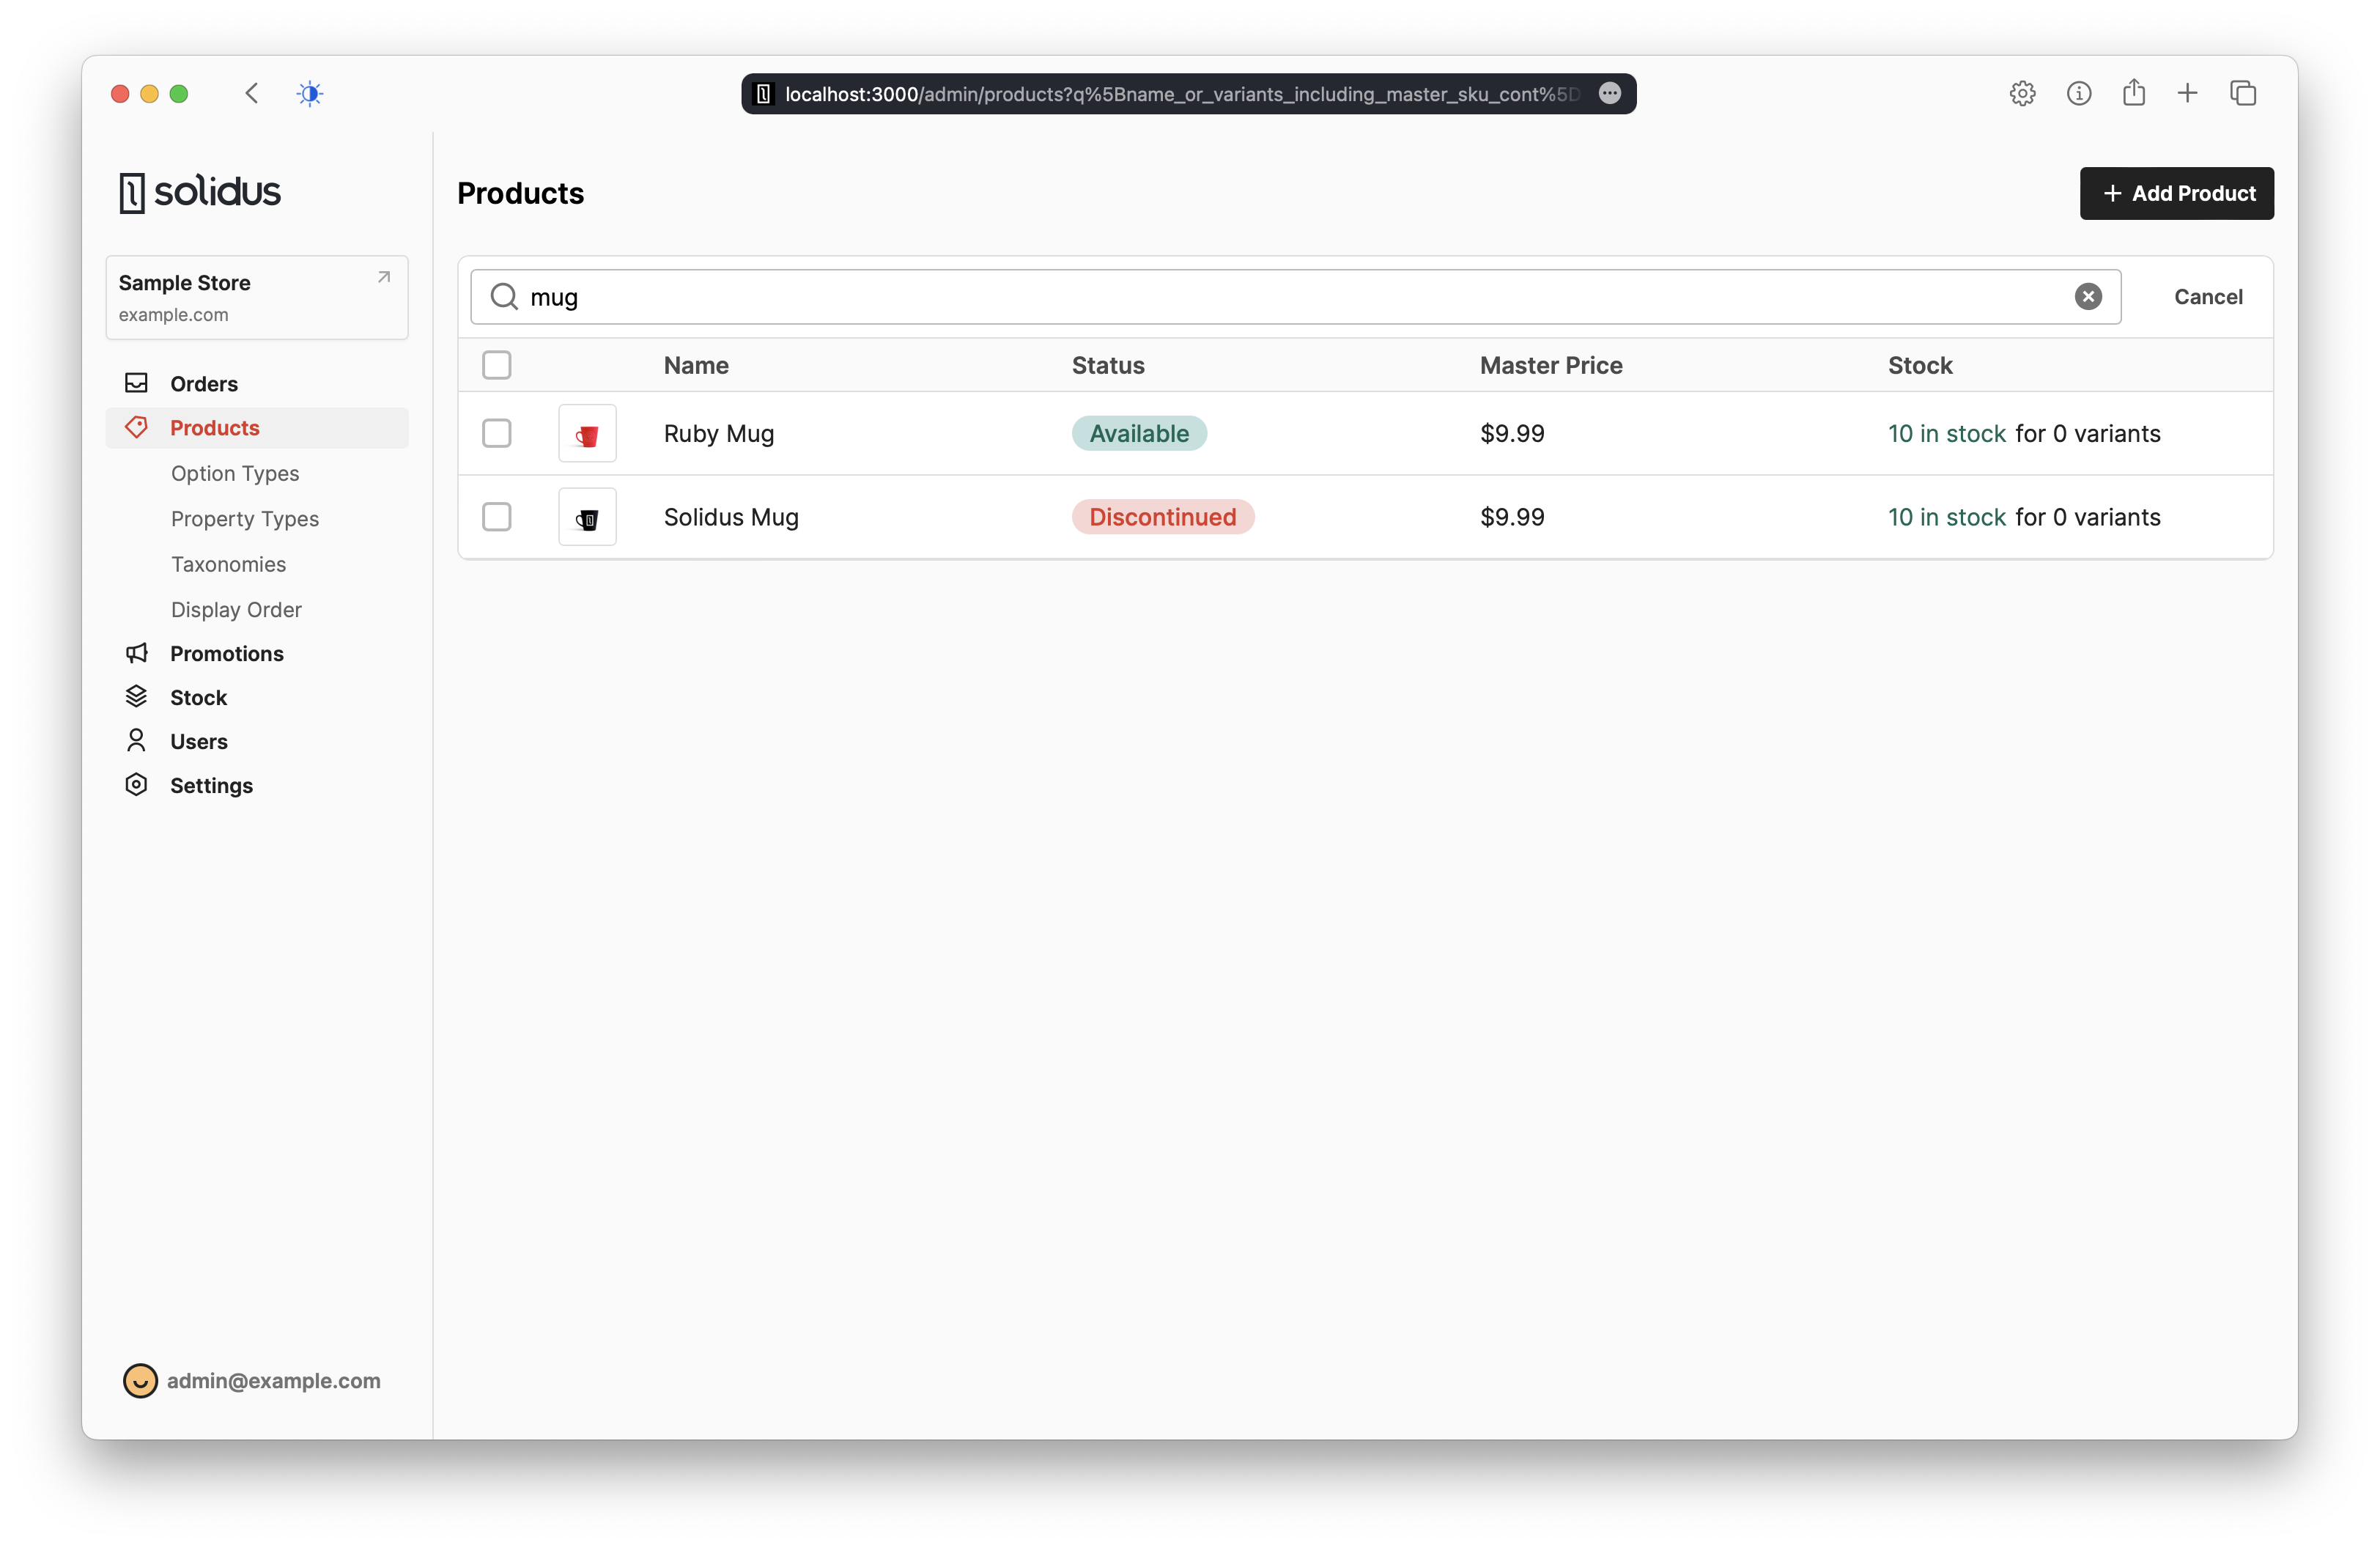 localhost:3000/admin/products?q%5Bname_or_variants_including_master_sku_cont%5D
solidus
Sample Store
example.com
Orders
Products
Option Types
Property Types
Taxonomies
Display Order
Promotions
Stock
Users
Settings
admin@example.com
Products
Add Product
mug
Cancel
Name Status Master Price Stock
Ruby Mug Available $9.99 10 in stock for 0 variants
Solidus Mug Discontinued $9.99 10 in stock for 0 variants